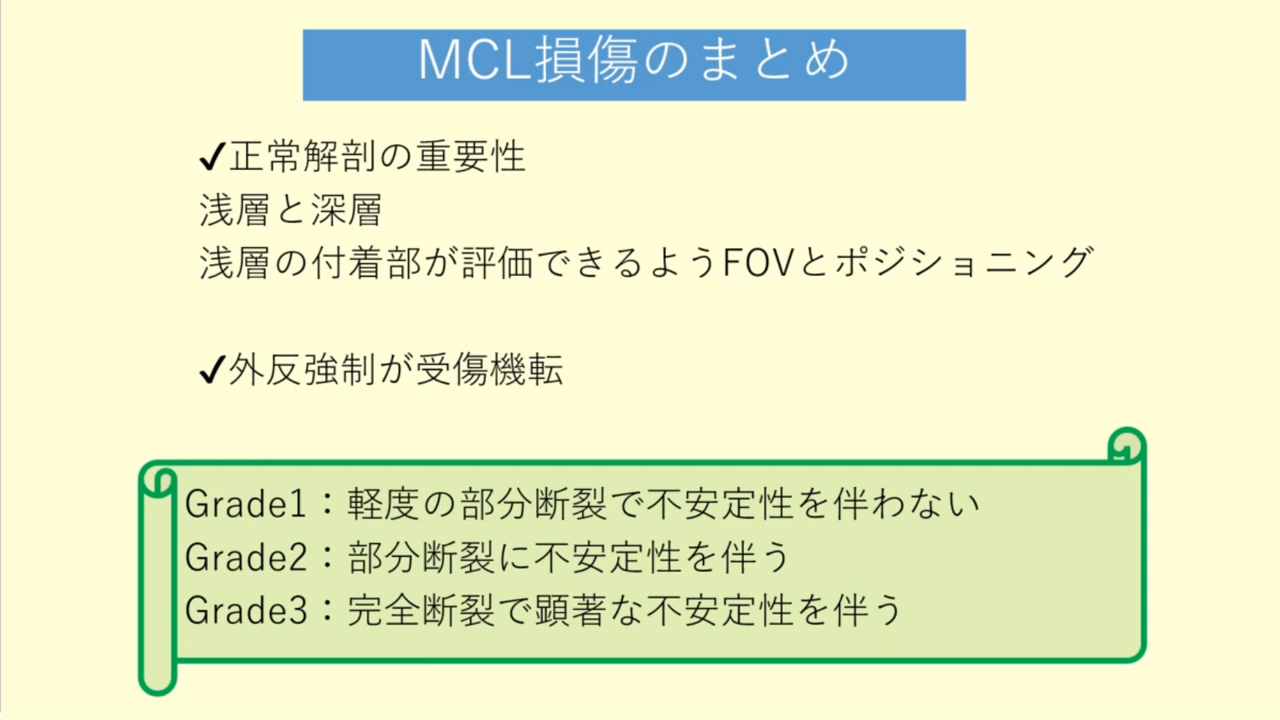 MCL損傷のまとめ
✓正常解剖の重要性
浅層と深層
浅層の付着部が評価できるようFOVとポジショニング
✓外反強制が受傷機転
Grade1：軽度の部分断裂で不安定性を伴わない
Grade2：部分断裂に不安定性を伴う
Grade3：完全断裂で顕著な不安定性を伴う